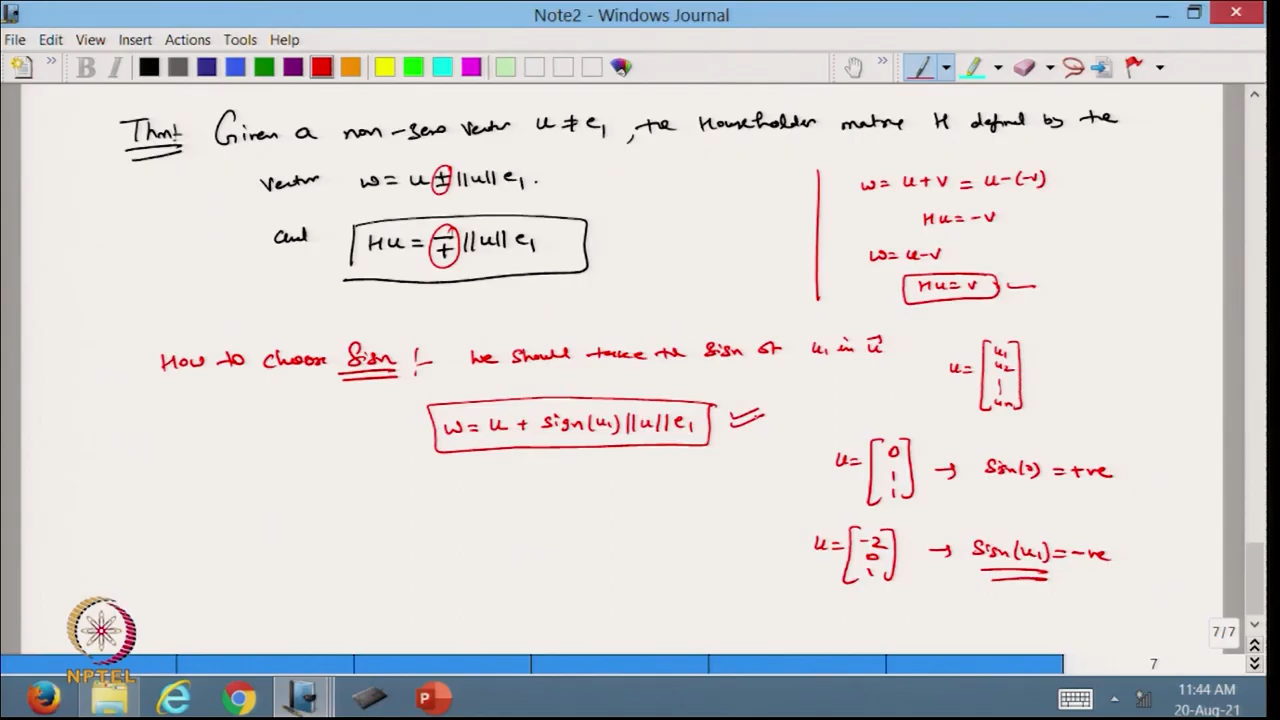 Note2 - Windows Journal
File Edit View Insert Actions Tools Help
Thm! Given a non-zero vector u ≠ e₁, the Householder matrix H defined by the
vector w = u ± ||u|| e₁.
and Hu = ∓ ||u|| e₁
w = u + v = u - (-v)
Hu = -v
w = u - v
Hu = v
How to choose Sign :- We should take the sign of u₁ in u⃗
u = [u₁ u₂ | uₙ]
w = u + sign(u₁) ||u|| e₁
u = [0 1 1] → Sign(0) = +ve
u = [-2 0 1] → Sign(u₁) = -ve
NPTEL
7/7
7
11:44 AM
20-Aug-21